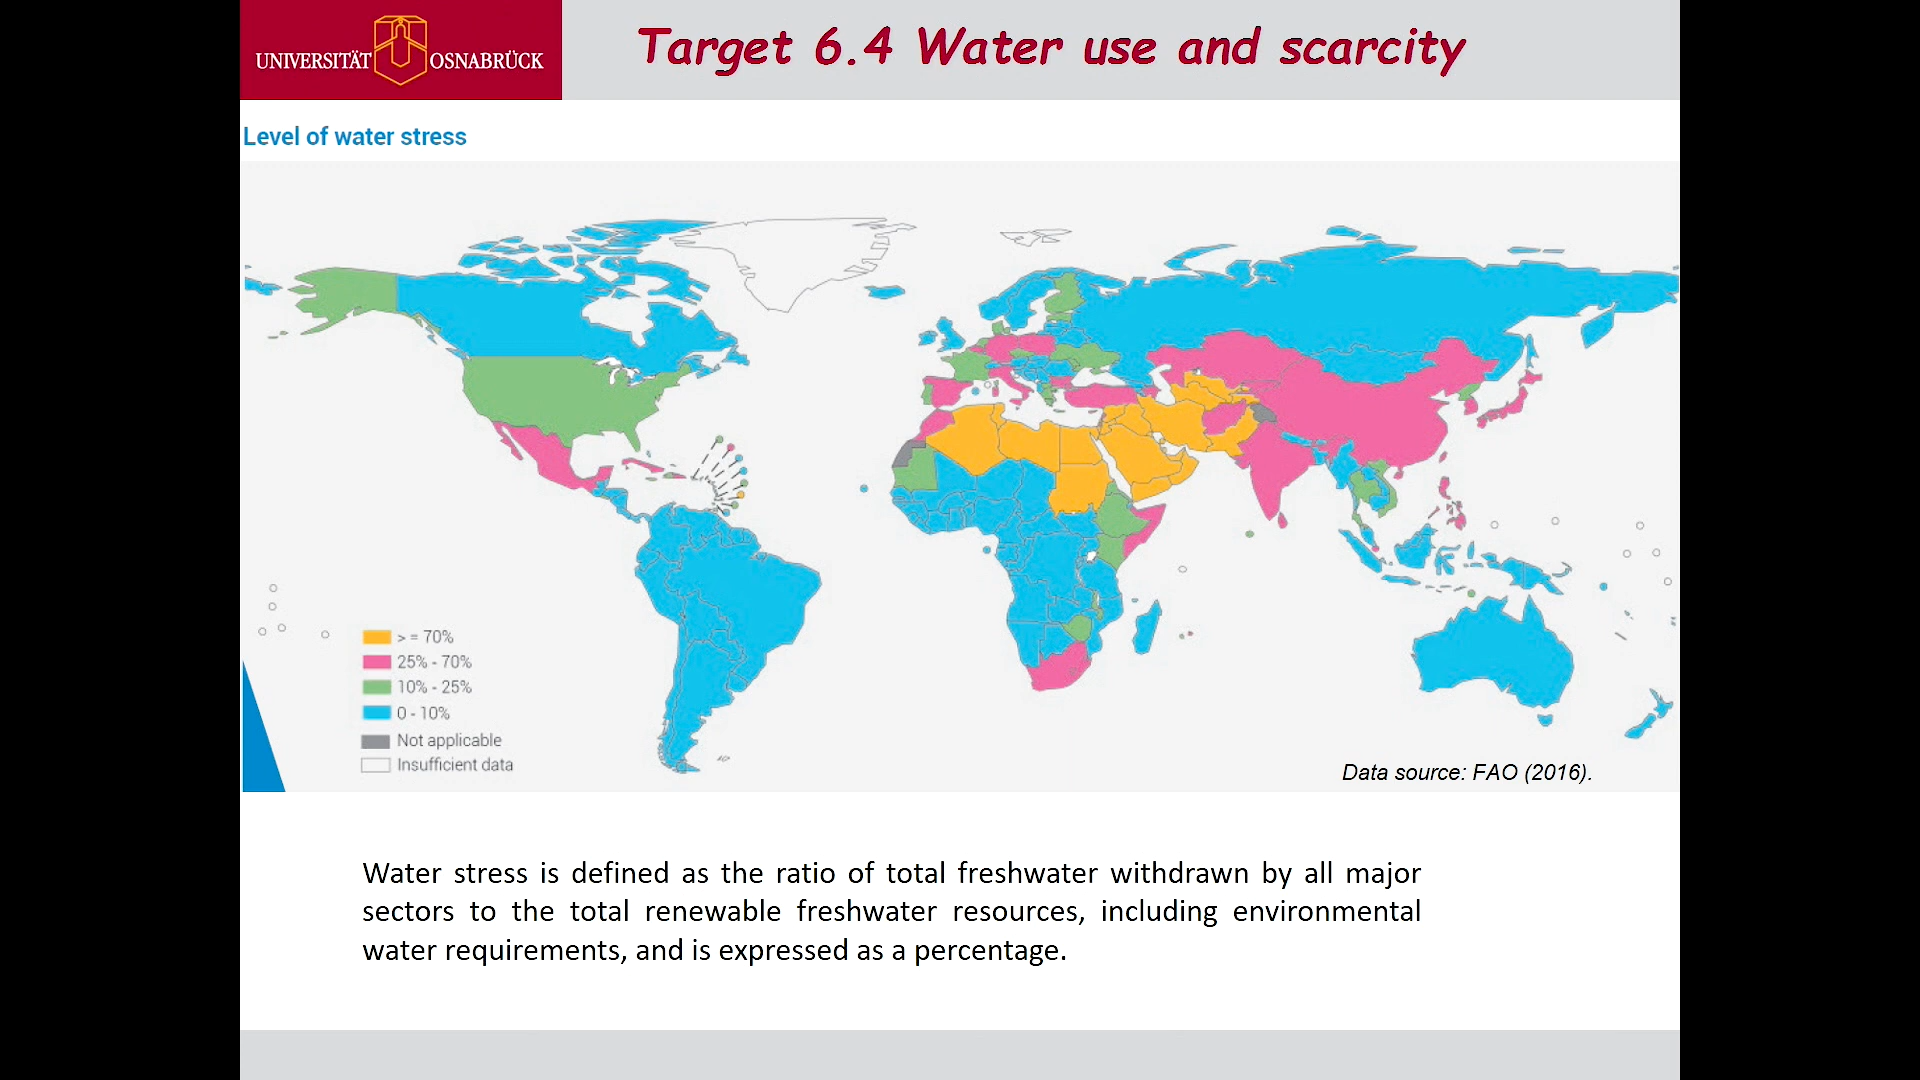 UNIVERSITÄT OSNABRÜCK
Target 6.4 Water use and scarcity
Level of water stress
> = 70%
25% - 70%
10% - 25%
0 - 10%
Not applicable
Insufficient data
Data source: FAO (2016).
Water stress is defined as the ratio of total freshwater withdrawn by all major
sectors to the total renewable freshwater resources, including environmental
water requirements, and is expressed as a percentage.